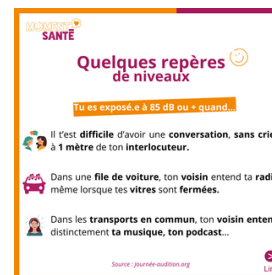 MOMENT
SANTÉ
Quelques repères
de niveaux
Tu es exposé.e à 85 dB ou + quand...
Il t'est difficile d'avoir une conversation, sans cri
à 1 mètre de ton interlocuteur.
Dans une file de voiture, ton voisin entend ta radi
même lorsque tes vitres sont fermées.
Dans les transports en commun, ton voisin enten
distinctement ta musique, ton podcast...
Source : Journée-audition.org
Li